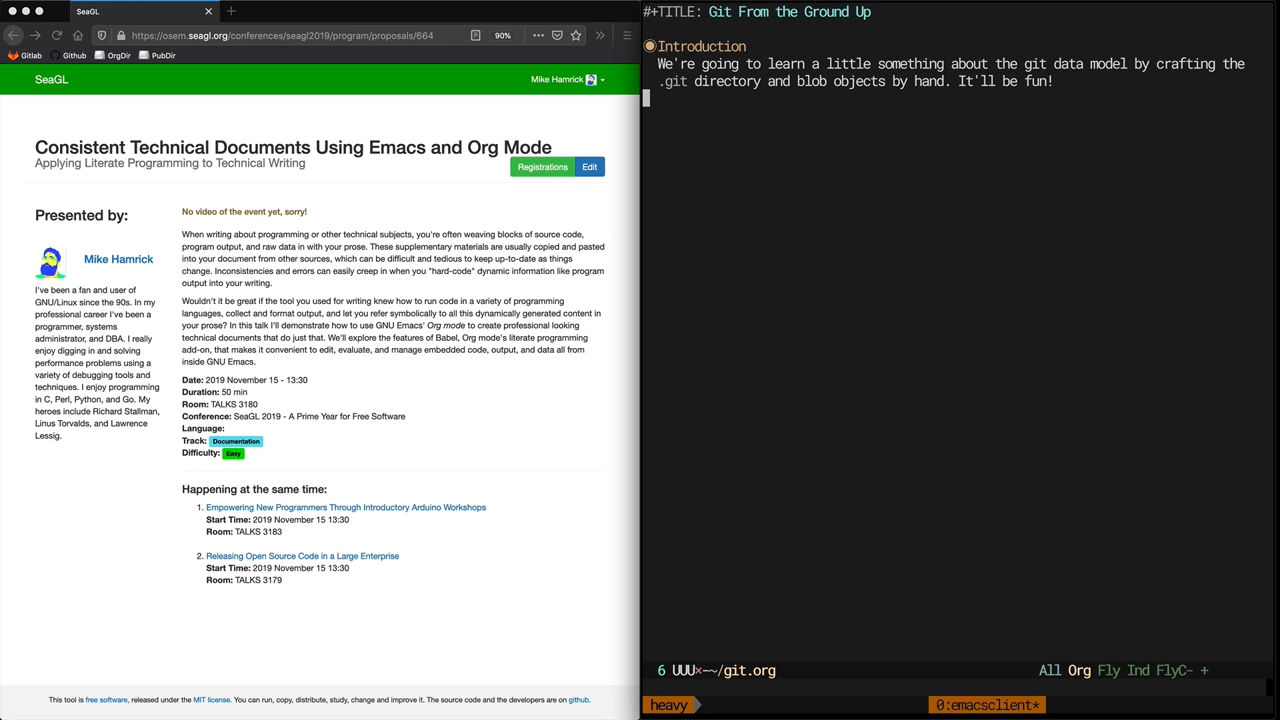 SeaGL
https://osem.seagl.org/conferences/seagl2019/program/proposals/664
90%
Gitlab
Github
OrgDir
PubDir
SeaGL
Mike Hamrick
Consistent Technical Documents Using Emacs and Org Mode
Applying Literate Programming to Technical Writing
Registrations
Edit
Presented by:
Mike Hamrick
I've been a fan and user of
GNU/Linux since the 90s. In my
professional career I've been a
programmer, systems
administrator, and DBA. I really
enjoy digging in and solving
performance problems using a
variety of debugging tools and
techniques. I enjoy programming
in C, Perl, Python, and Go. My
heroes include Richard Stallman,
Linus Torvalds, and Lawrence
Lessig.
No video of the event yet, sorry!
When writing about programming or other technical subjects, you're often weaving blocks of source code,
program output, and raw data in with your prose. These supplementary materials are usually copied and pasted
into your document from other sources, which can be difficult and tedious to keep up-to-date as things
change. Inconsistencies and errors can easily creep in when you "hard-code" dynamic information like program
output into your writing.
Wouldn't it be great if the tool you used for writing knew how to run code in a variety of programming
languages, collect and format output, and let you refer symbolically to all this dynamically generated content in
your prose? In this talk I'll demonstrate how to use GNU Emacs' Org mode to create professional looking
technical documents that do just that. We'll explore the features of Babel, Org mode's literate programming
add-on, that makes it convenient to edit, evaluate, and manage embedded code, output, and data all from
inside GNU Emacs.
Date: 2019 November 15 - 13:30
Duration: 50 min
Room: TALKS 3180
Conference: SeaGL 2019 - A Prime Year for Free Software
Language:
Track: Documentation
Difficulty: Easy
Happening at the same time:
1. Empowering New Programmers Through Introductory Arduino Workshops
Start Time: 2019 November 15 13:30
Room: TALKS 3183
2. Releasing Open Source Code in a Large Enterprise
Start Time: 2019 November 15 13:30
Room: TALKS 3179
This tool is free software, released under the MIT license. You can run, copy, distribute, study, change and improve it. The source code and the developers are on github.
#+TITLE: Git From the Ground Up
Introduction
We're going to learn a little something about the git data model by crafting the
.git directory and blob objects by hand. It'll be fun!
6 UUU×-~/git.org
All Org Fly Ind FlyC- +
heavy
0:emacsclient*